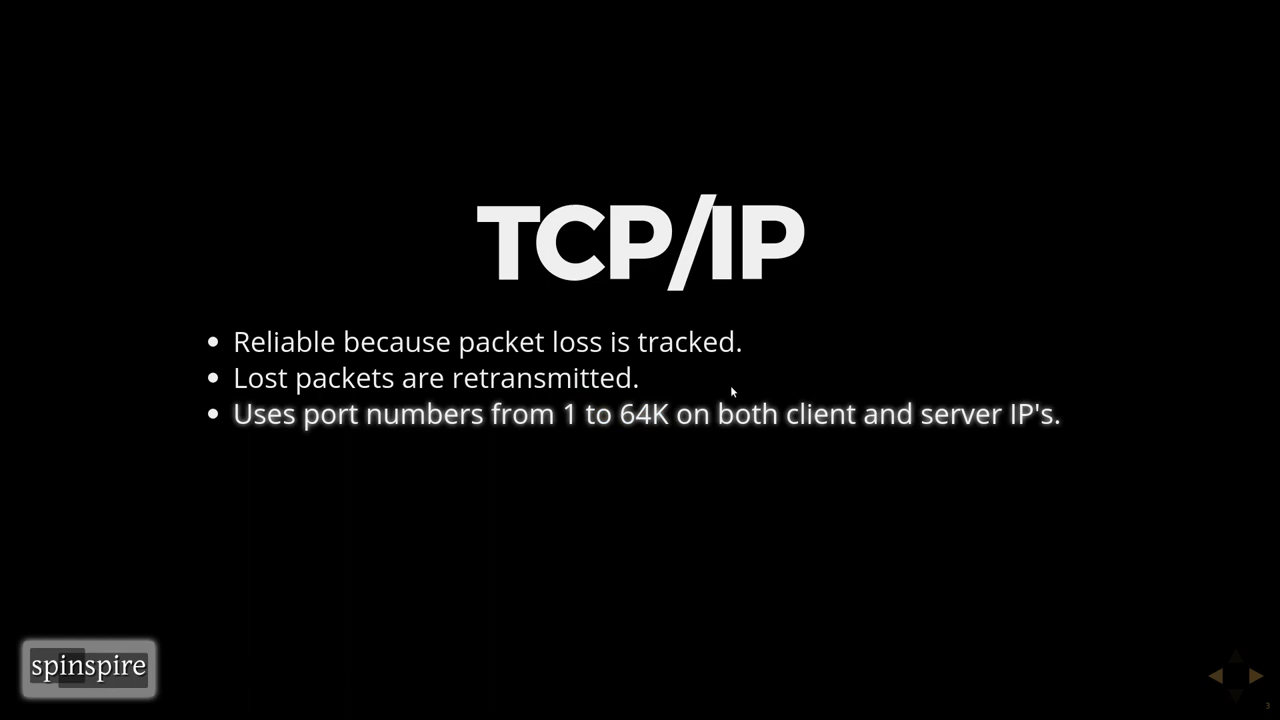 TCP/IP
Reliable because packet loss is tracked.
Lost packets are retransmitted.
Uses port numbers from 1 to 64K on both client and server IP's.
spinspire
3